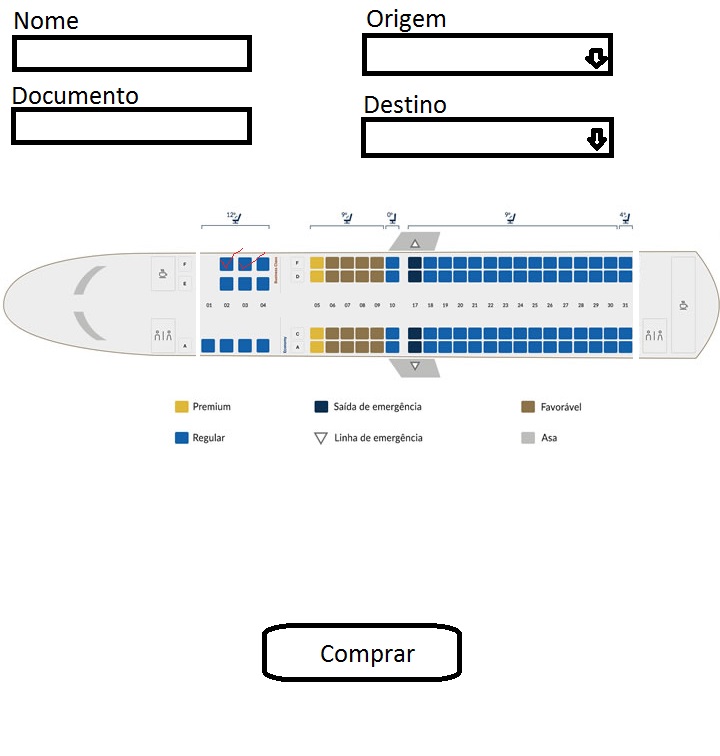 Nome
Origem
Documento
Destino
12" 9" 0" 9" 4"
F F
E D
Business Class
01 02 03 04 05 06 07 08 09 10 17 18 19 20 21 22 23 24 25 26 27 28 29 30 31
Economy
C
A A
Premium Saída de emergência Favorável
Regular Linha de emergência Asa
Comprar